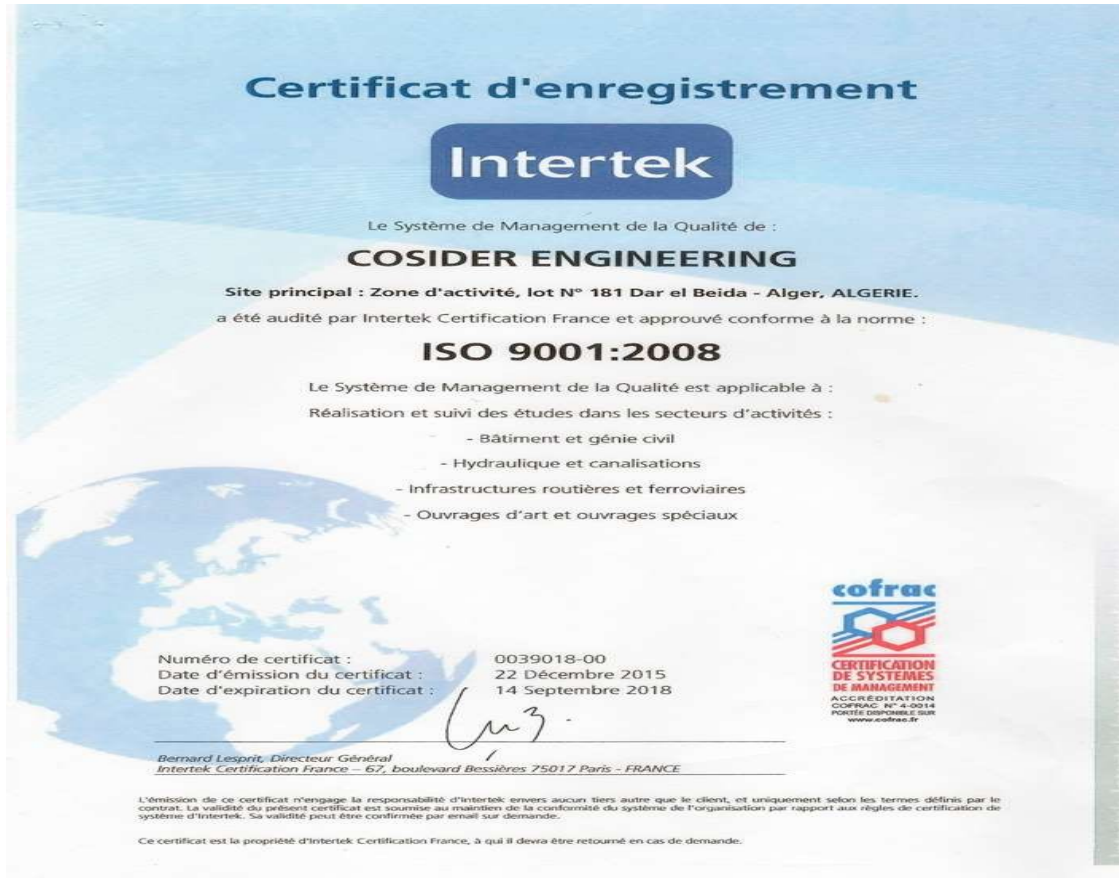 Certificat d'enregistrement
Intertek
Le Système de Management de la Qualité de :
COSIDER ENGINEERING
Site principal : Zone d'activité, lot N° 181 Dar el Beida - Alger, ALGERIE.
a été audité par Intertek Certification France et approuvé conforme à la norme :
ISO 9001:2008
Le Système de Management de la Qualité est applicable à :
Réalisation et suivi des études dans les secteurs d'activités :
- Bâtiment et génie civil
- Hydraulique et canalisations
- Infrastructures routières et ferroviaires
- Ouvrages d'art et ouvrages spéciaux
cofrac
CERTIFICATION
DE SYSTEMES
DE MANAGEMENT
ACCRÉDITATION
COFRAC N° 4-0014
PORTÉE DISPONIBLE SUR
www.cofrac.fr
Numéro de certificat : 0039018-00
Date d'émission du certificat : 22 Décembre 2015
Date d'expiration du certificat : 14 Septembre 2018
Bernard Lesprit, Directeur Général
Intertek Certification France – 67, boulevard Bessières 75017 Paris - FRANCE
L'émission de ce certificat n'engage la responsabilité d'Intertek envers aucun tiers autre que le client, et uniquement selon les termes définis par le
contrat. La validité du présent certificat est soumise au maintien de la conformité du système de l'organisation par rapport aux règles de certification de
système d'Intertek. Sa validité peut être confirmée par email sur demande.
Ce certificat est la propriété d'Intertek Certification France, à qui il devra être retourné en cas de demande.